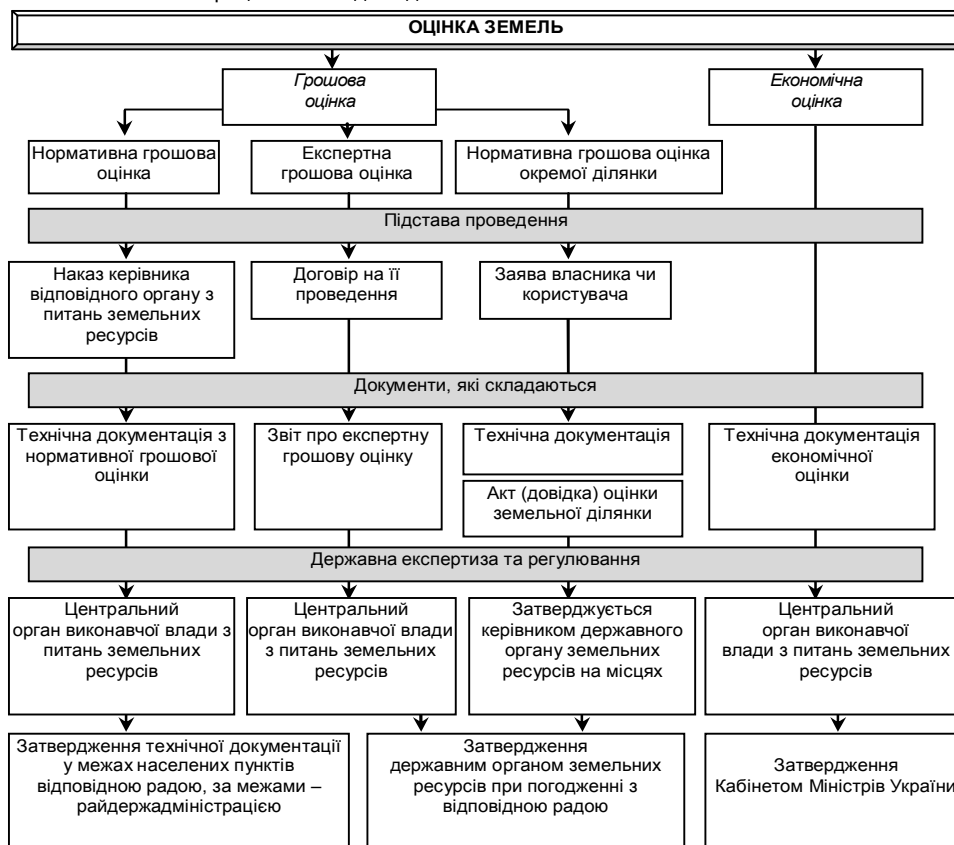 ОЦІНКА ЗЕМЕЛЬ
Грошова
оцінка
Економічна
оцінка
Нормативна грошова
оцінка
Експертна
грошова оцінка
Нормативна грошова оцінка
окремої ділянки
Підстава проведення
Наказ керівника
відповідного органу з
питань земельних
ресурсів
Договір на її
проведення
Заява власника чи
користувача
Документи, які складаються
Технічна документація з
нормативної грошової
оцінки
Звіт про експертну
грошову оцінку
Технічна документація
Акт (довідка) оцінки
земельної ділянки
Технічна документація
економічної
оцінки
Державна експертиза та регулювання
Центральний
орган виконавчої влади з
питань земельних
ресурсів
Центральний
орган виконавчої влади
з питань земельних
ресурсів
Затверджується
керівником державного
органу земельних
ресурсів на місцях
Центральний
орган виконавчої
влади з питань земельних
ресурсів
Затвердження технічної документації
у межах населених пунктів
відповідною радою, за межами –
райдержадміністрацією
Затвердження
державним органом земельних
ресурсів при погодженні з
відповідною радою
Затвердження
Кабінетом Міністрів України